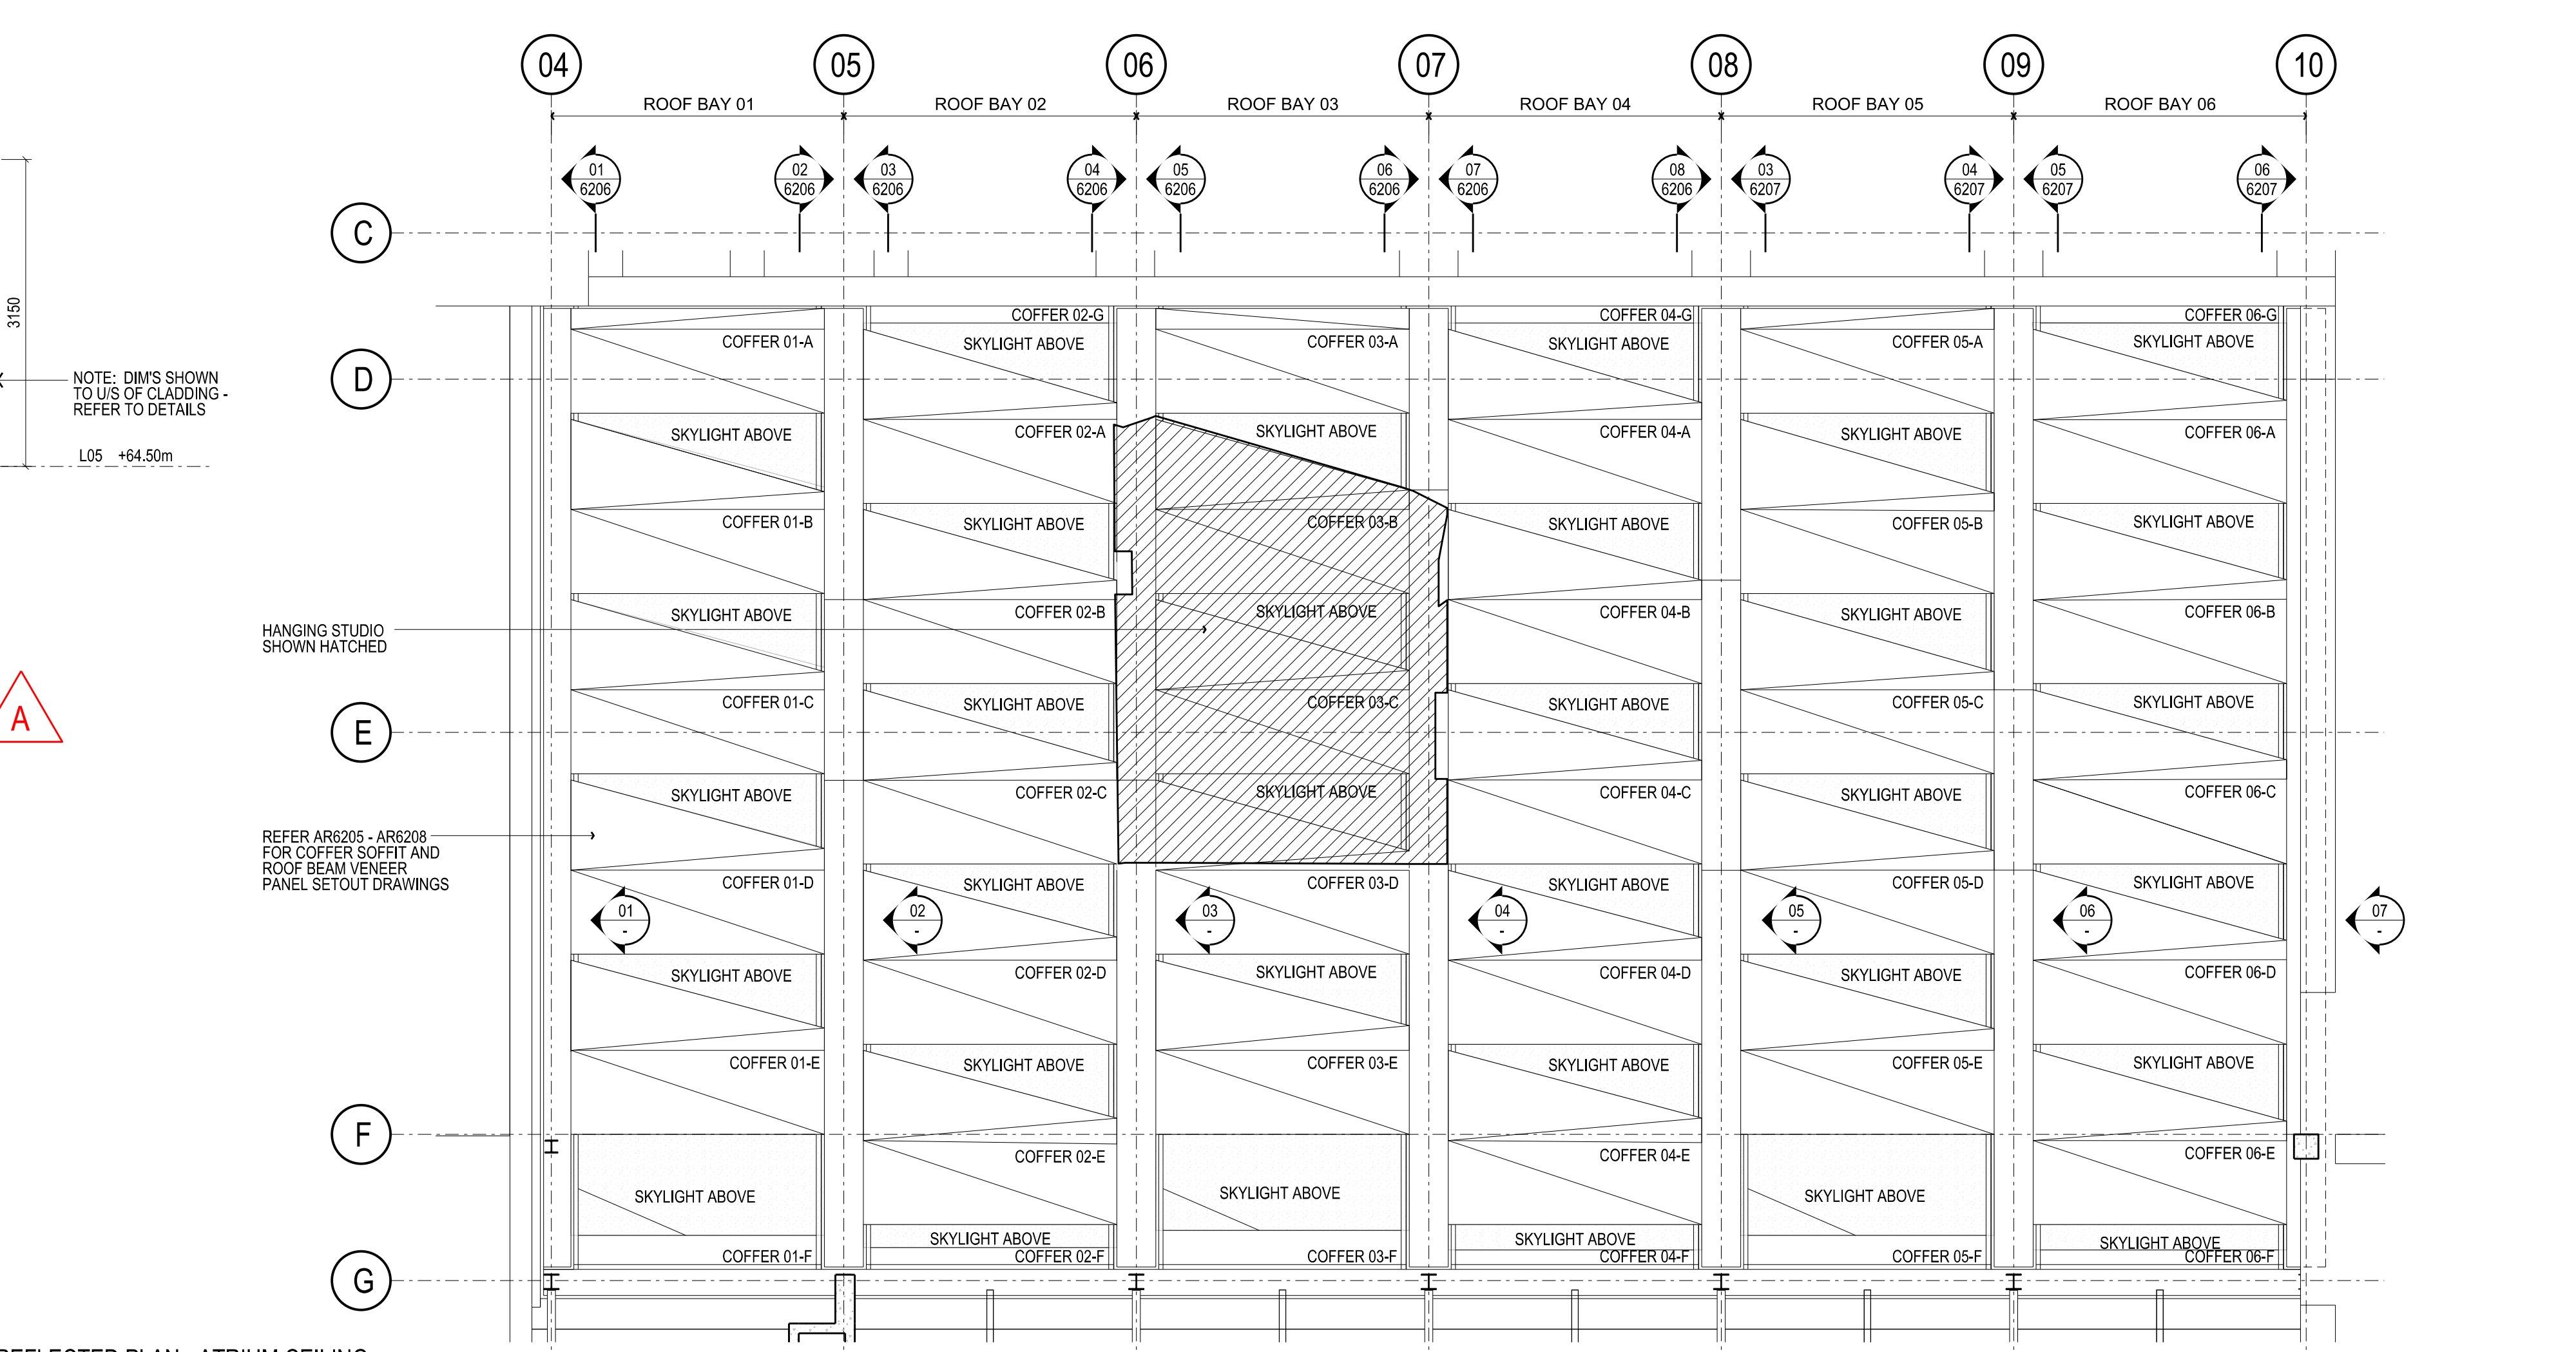 04 05 06 07 08 09 10
ROOF BAY 01 ROOF BAY 02 ROOF BAY 03 ROOF BAY 04 ROOF BAY 05 ROOF BAY 06
01 02 03 04 05 06 07 08 03 04 05 06
6206 6206 6206 6206 6206 6206 6206 6206 6207 6207 6207 6207
C
3150
COFFER 02-G COFFER 04-G COFFER 06-G
COFFER 01-A SKYLIGHT ABOVE COFFER 03-A SKYLIGHT ABOVE COFFER 05-A SKYLIGHT ABOVE
D
NOTE: DIM'S SHOWN
TO U/S OF CLADDING -
REFER TO DETAILS
L05 +64.50m
SKYLIGHT ABOVE COFFER 02-A SKYLIGHT ABOVE COFFER 04-A SKYLIGHT ABOVE COFFER 06-A
COFFER 01-B SKYLIGHT ABOVE COFFER 03-B SKYLIGHT ABOVE COFFER 05-B SKYLIGHT ABOVE
SKYLIGHT ABOVE COFFER 02-B SKYLIGHT ABOVE COFFER 04-B SKYLIGHT ABOVE COFFER 06-B
HANGING STUDIO
SHOWN HATCHED
A
COFFER 01-C SKYLIGHT ABOVE COFFER 03-C SKYLIGHT ABOVE COFFER 05-C SKYLIGHT ABOVE
E
SKYLIGHT ABOVE COFFER 02-C SKYLIGHT ABOVE COFFER 04-C SKYLIGHT ABOVE COFFER 06-C
REFER AR6205 - AR6208
FOR COFFER SOFFIT AND
ROOF BEAM VENEER
PANEL SETOUT DRAWINGS
COFFER 01-D SKYLIGHT ABOVE COFFER 03-D SKYLIGHT ABOVE COFFER 05-D SKYLIGHT ABOVE
01 02 03 04 05 06 07
- - - - - - -
SKYLIGHT ABOVE COFFER 02-D SKYLIGHT ABOVE COFFER 04-D SKYLIGHT ABOVE COFFER 06-D
COFFER 01-E SKYLIGHT ABOVE COFFER 03-E SKYLIGHT ABOVE COFFER 05-E SKYLIGHT ABOVE
F
COFFER 02-E COFFER 04-E COFFER 06-E
SKYLIGHT ABOVE SKYLIGHT ABOVE SKYLIGHT ABOVE
SKYLIGHT ABOVE SKYLIGHT ABOVE SKYLIGHT ABOVE
COFFER 01-F COFFER 02-F COFFER 03-F COFFER 04-F COFFER 05-F COFFER 06-F
G
REFLECTED PLAN - ATRIUM CEILING